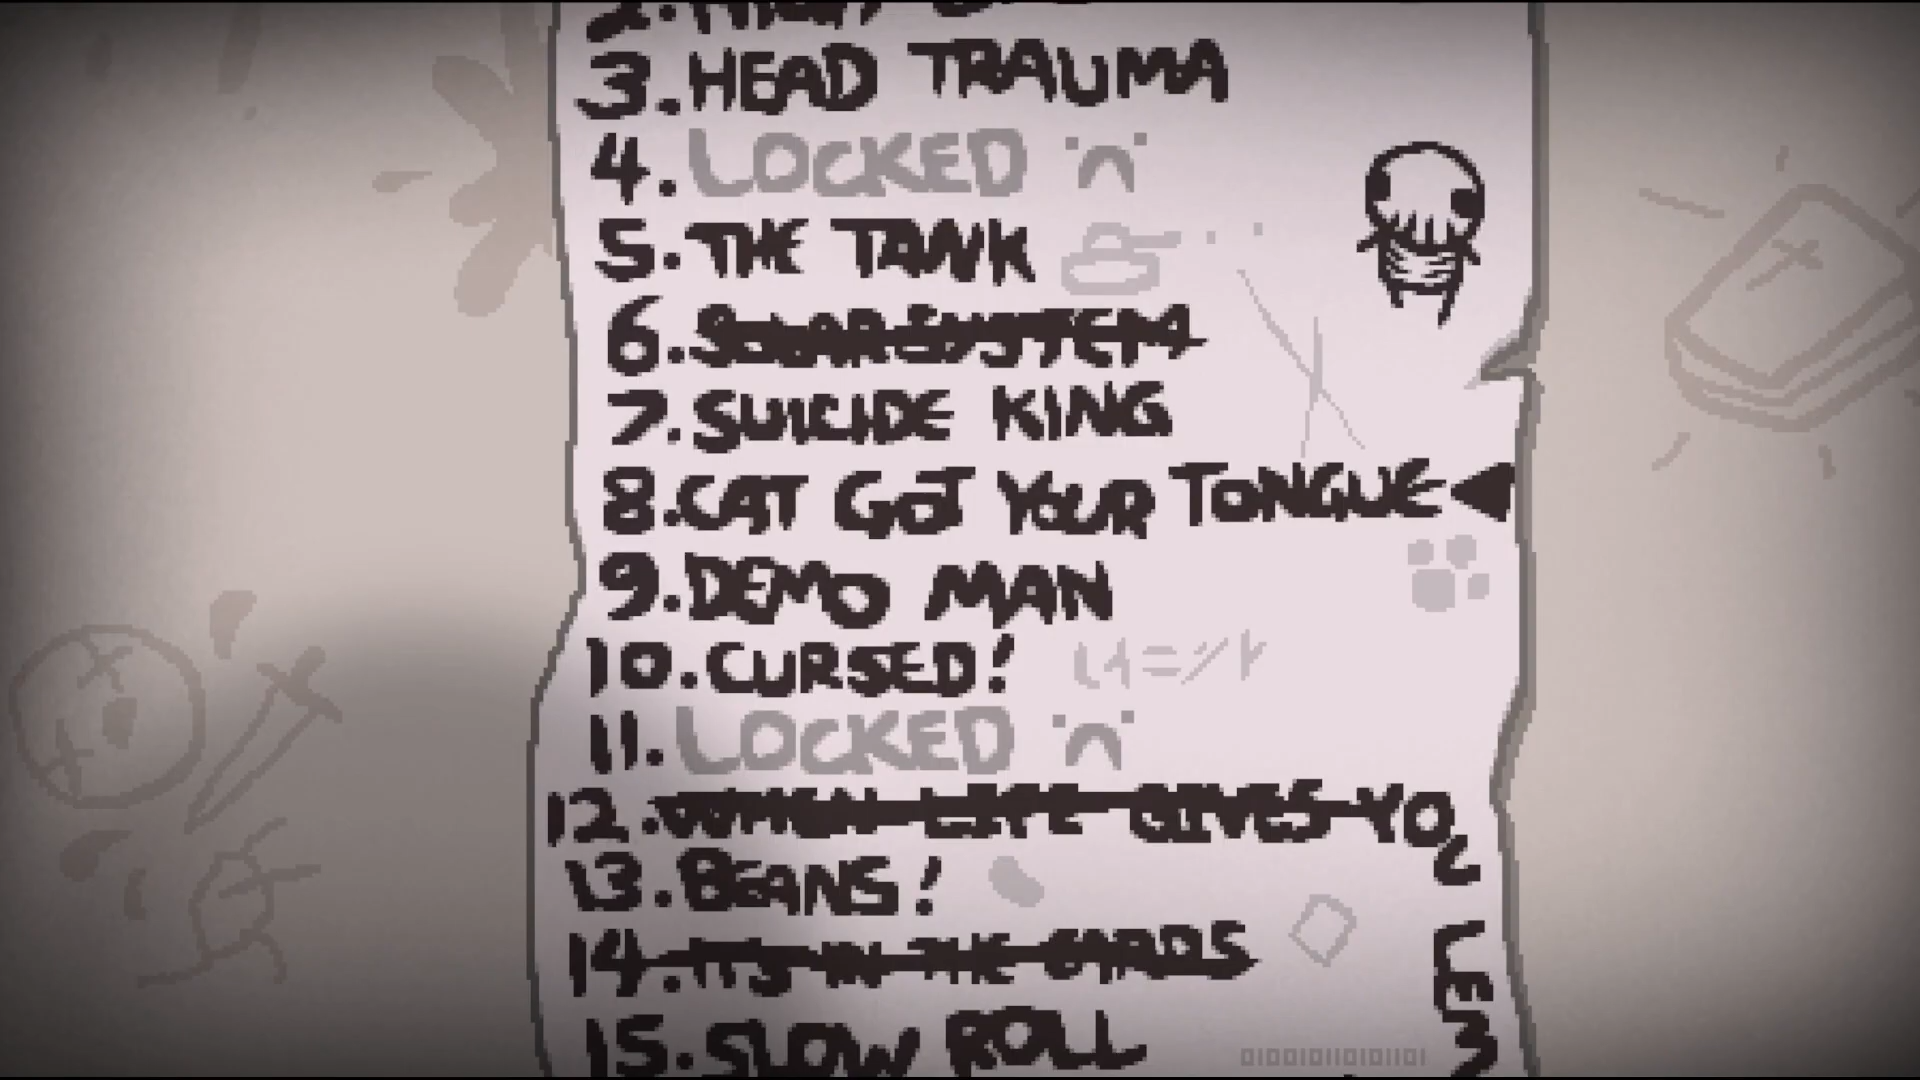 3. HEAD TRAUMA
4. LOCKED
5. THE TANK
6. SOLAR SYSTEM
7. SUICIDE KING
8. CAT GOT YOUR TONGUE
9. DEMO MAN
10. CURSED!
11. LOCKED
12. WHEN LIFE GIVES YOU LEM
13. BEANS!
14. ITS IN THE CARDS
15. SLOW ROLL